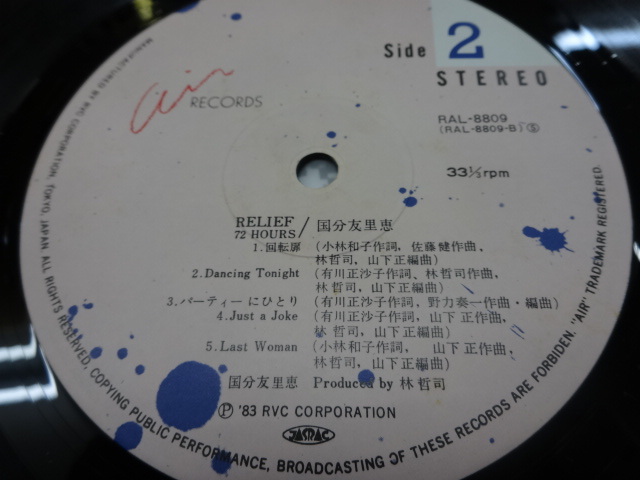 Side 2
STEREO
air RECORDS
RAL-8809
(RAL-8809-B) Ⓢ
33⅓rpm
RELIEF / 国分友里恵
72 HOURS
1. 回転扉 (小林和子作詞, 佐藤健作曲,
林哲司, 山下正編曲)
2. Dancing Tonight (有川正沙子作詞, 林哲司作曲,
林哲司, 山下正編曲)
3. パーティーにひとり (有川正沙子作詞, 野力奏一作曲・編曲)
4. Just a Joke (有川正沙子作詞, 山下正作曲,
林哲司, 山下正編曲)
5. Last Woman (小林和子作詞, 山下正作曲,
林哲司, 山下正編曲)
国分友里恵 Produced by 林哲司
Ⓟ '83 RVC CORPORATION
JASRAC
MANUFACTURED BY RVC CORPORATION, TOKYO, JAPAN. ALL RIGHTS RESERVED. COPYING PUBLIC PERFORMANCE, BROADCASTING OF THESE RECORDS ARE FORBIDDEN. "AIR" TRADEMARK REGISTERED.